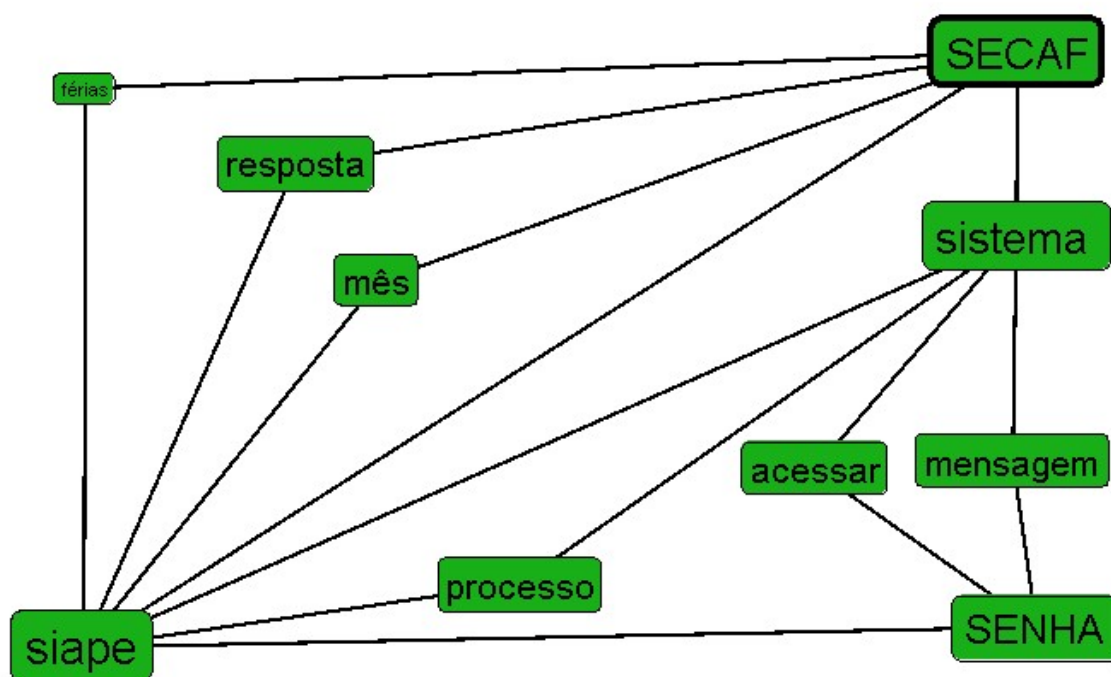 SECAF
férias
resposta
sistema
mês
acessar
mensagem
processo
siape
SENHA